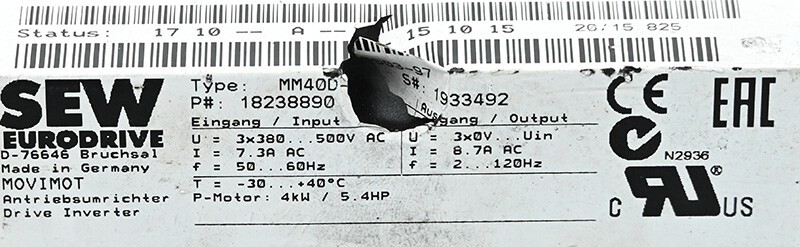 Status: 17 10 -- A -- 15 10 15 2G/15 825
SEW
EURODRIVE
D-76646 Bruchsal
Made in Germany
MOVIMOT
Antriebsumrichter
Drive Inverter
Type: MM40D-
P#: 18238890
S#: 1933492
Eingang / Input
U = 3x380...500V AC
I = 7.3A AC
f = 50...60Hz
T = -30...+40°C
P-Motor: 4kW / 5.4HP
Ausgang / Output
U = 3x0V...Uin
I = 8.7A AC
f = 2...120Hz
CE
EAC
N2936
C RU® US